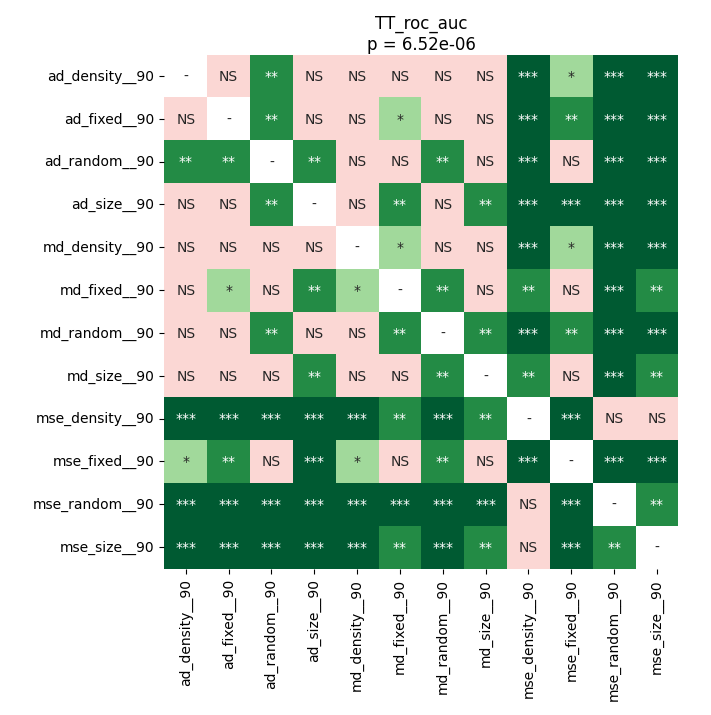 TT_roc_auc
p = 6.52e-06
ad_density__90 - NS ** NS NS NS NS NS *** * *** ***
ad_fixed__90 NS - ** NS NS * NS NS *** ** *** ***
ad_random__90 ** ** - ** NS NS ** NS *** NS *** ***
ad_size__90 NS NS ** - NS ** NS ** *** *** *** ***
md_density__90 NS NS NS NS - * NS NS *** * *** ***
md_fixed__90 NS * NS ** * - ** NS ** NS *** **
md_random__90 NS NS ** NS NS ** - ** *** ** *** ***
md_size__90 NS NS NS ** NS NS ** - ** NS *** **
mse_density__90 *** *** *** *** *** ** *** ** - *** NS NS
mse_fixed__90 * ** NS *** * NS ** NS *** - *** ***
mse_random__90 *** *** *** *** *** *** *** *** NS *** - **
mse_size__90 *** *** *** *** *** ** *** ** NS *** ** -
ad_density__90
ad_fixed__90
ad_random__90
ad_size__90
md_density__90
md_fixed__90
md_random__90
md_size__90
mse_density__90
mse_fixed__90
mse_random__90
mse_size__90